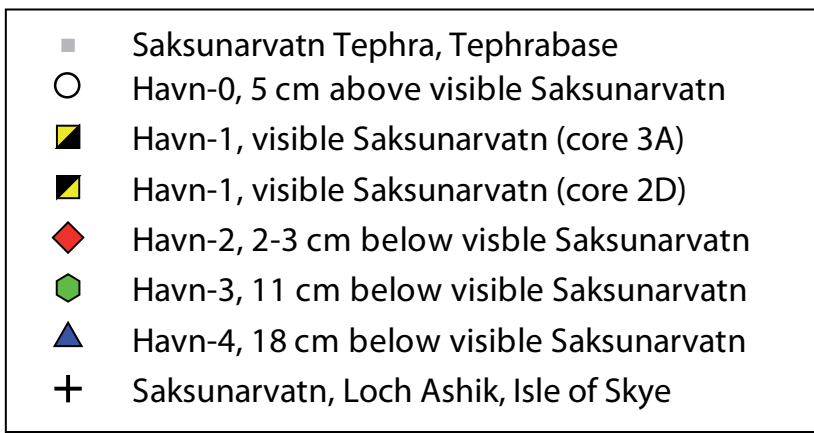 Saksunarvatn Tephra, Tephrabase
Havn-0, 5 cm above visible Saksunarvatn
Havn-1, visible Saksunarvatn (core 3A)
Havn-1, visible Saksunarvatn (core 2D)
Havn-2, 2-3 cm below visble Saksunarvatn
Havn-3, 11 cm below visible Saksunarvatn
Havn-4, 18 cm below visible Saksunarvatn
Saksunarvatn, Loch Ashik, Isle of Skye